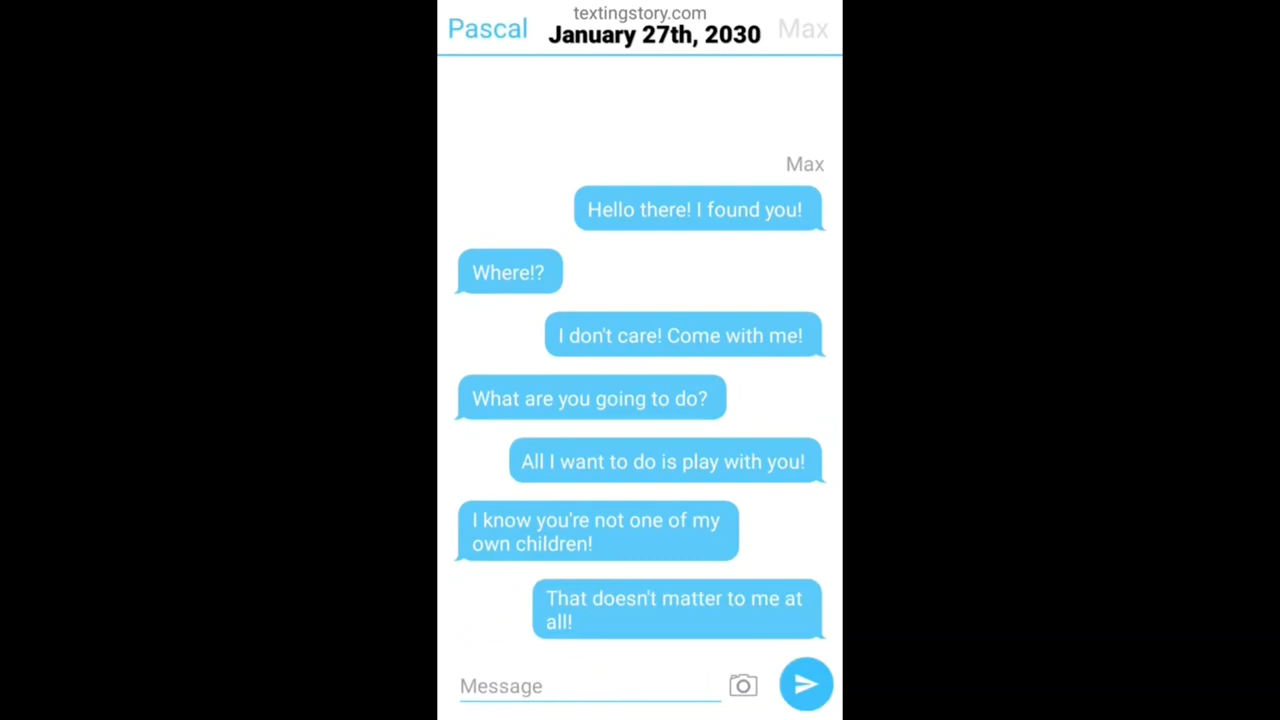 textingstory.com
Pascal
January 27th, 2030
Max
Max
Hello there! I found you!
Where!?
I don't care! Come with me!
What are you going to do?
All I want to do is play with you!
I know you're not one of my
own children!
That doesn't matter to me at
all!
Message